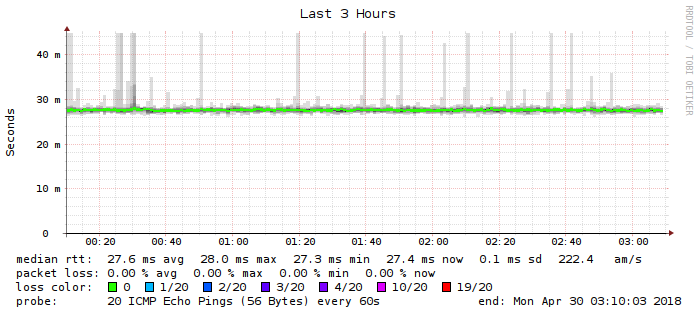 Last 3 Hours
RRDTOOL / TOBI OETIKER
Seconds
40 m
30 m
20 m
10 m
0
00:20 00:40 01:00 01:20 01:40 02:00 02:20 02:40 03:00
median rtt: 27.6 ms avg 28.0 ms max 27.3 ms min 27.4 ms now 0.1 ms sd 222.4 am/s
packet loss: 0.00 % avg 0.00 % max 0.00 % min 0.00 % now
loss color: 0 1/20 2/20 3/20 4/20 10/20 19/20
probe: 20 ICMP Echo Pings (56 Bytes) every 60s end: Mon Apr 30 03:10:03 2018